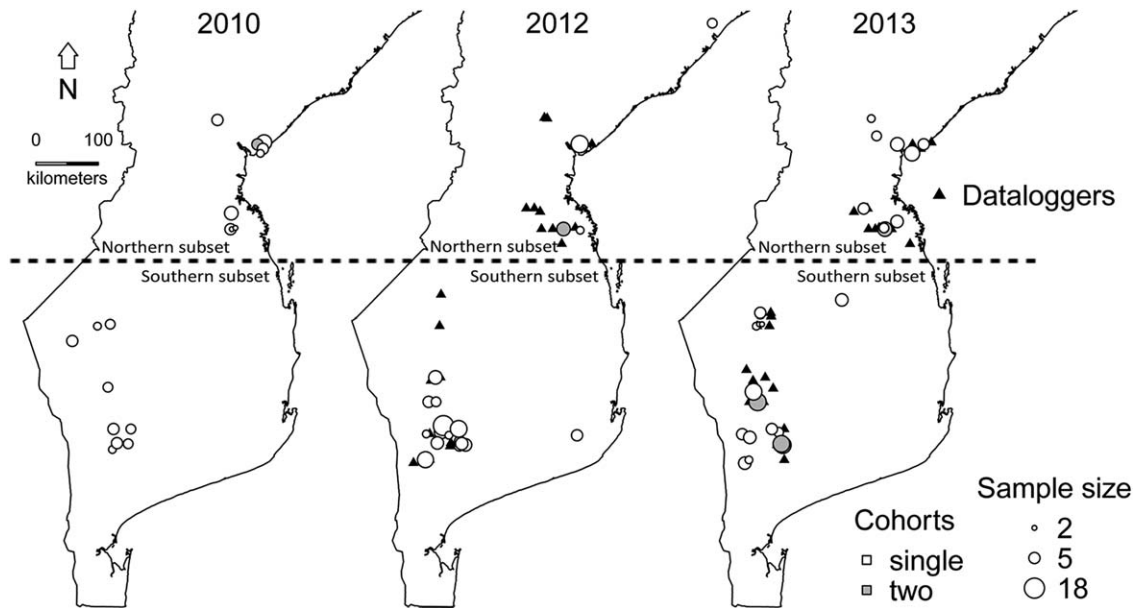 2010
2012
2013
N
0 100
kilometers
Dataloggers
Northern subset
Northern subset
Northern subset
Southern subset
Southern subset
Southern subset
Cohorts
single
two
Sample size
2
5
18